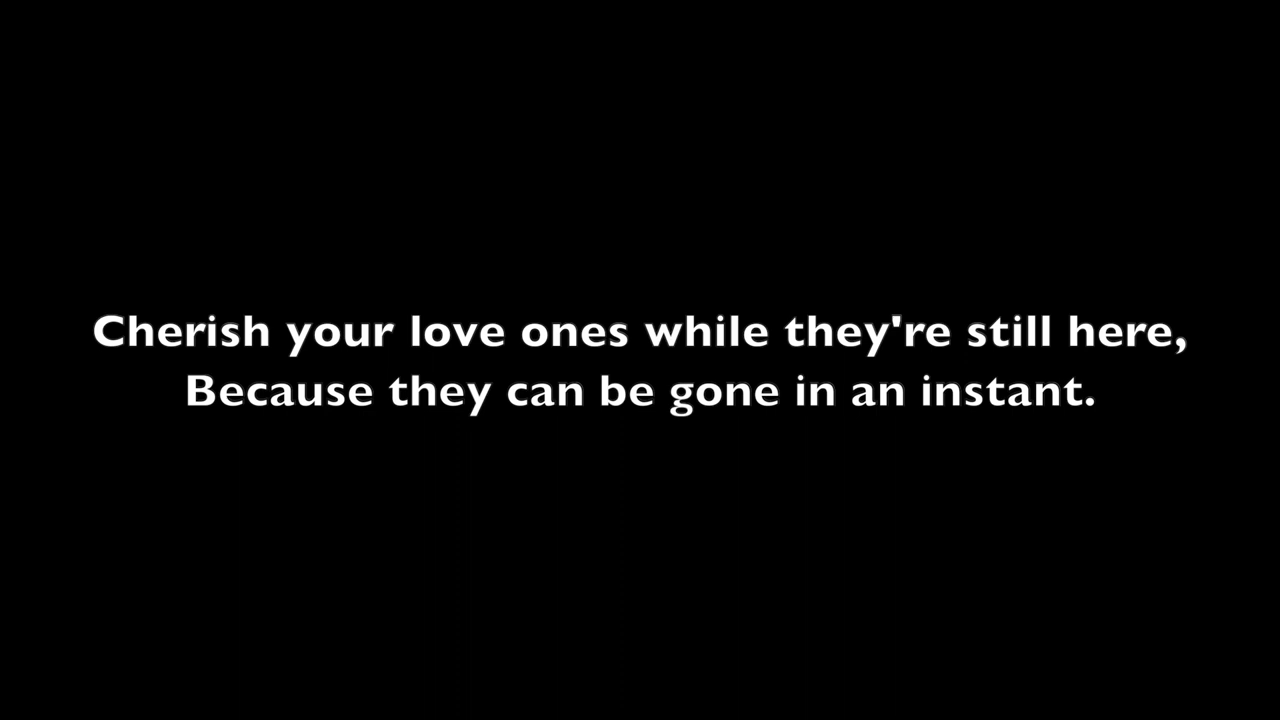 Cherish your love ones while they're still here,
Because they can be gone in an instant.